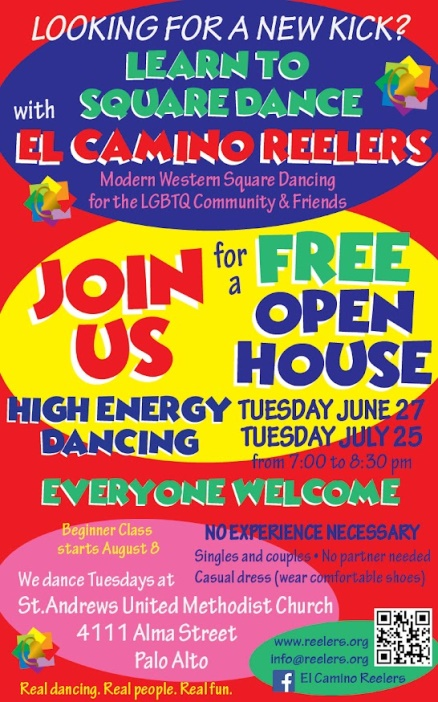 LOOKING FOR A NEW KICK?
LEARN TO
with SQUARE DANCE
EL CAMINO REELERS
Modern Western Square Dancing
for the LGBTQ Community & Friends
JOIN US
for a FREE
OPEN
HOUSE
HIGH ENERGY
DANCING
TUESDAY JUNE 27
TUESDAY JULY 25
from 7:00 to 8:30 pm
EVERYONE WELCOME
Beginner Class
starts August 8
NO EXPERIENCE NECESSARY
Singles and couples • No partner needed
Casual dress (wear comfortable shoes)
We dance Tuesdays at
St.Andrews United Methodist Church
4111 Alma Street
Palo Alto
www.reelers.org
info@reelers.org
f El Camino Reelers
Real dancing. Real people. Real fun.